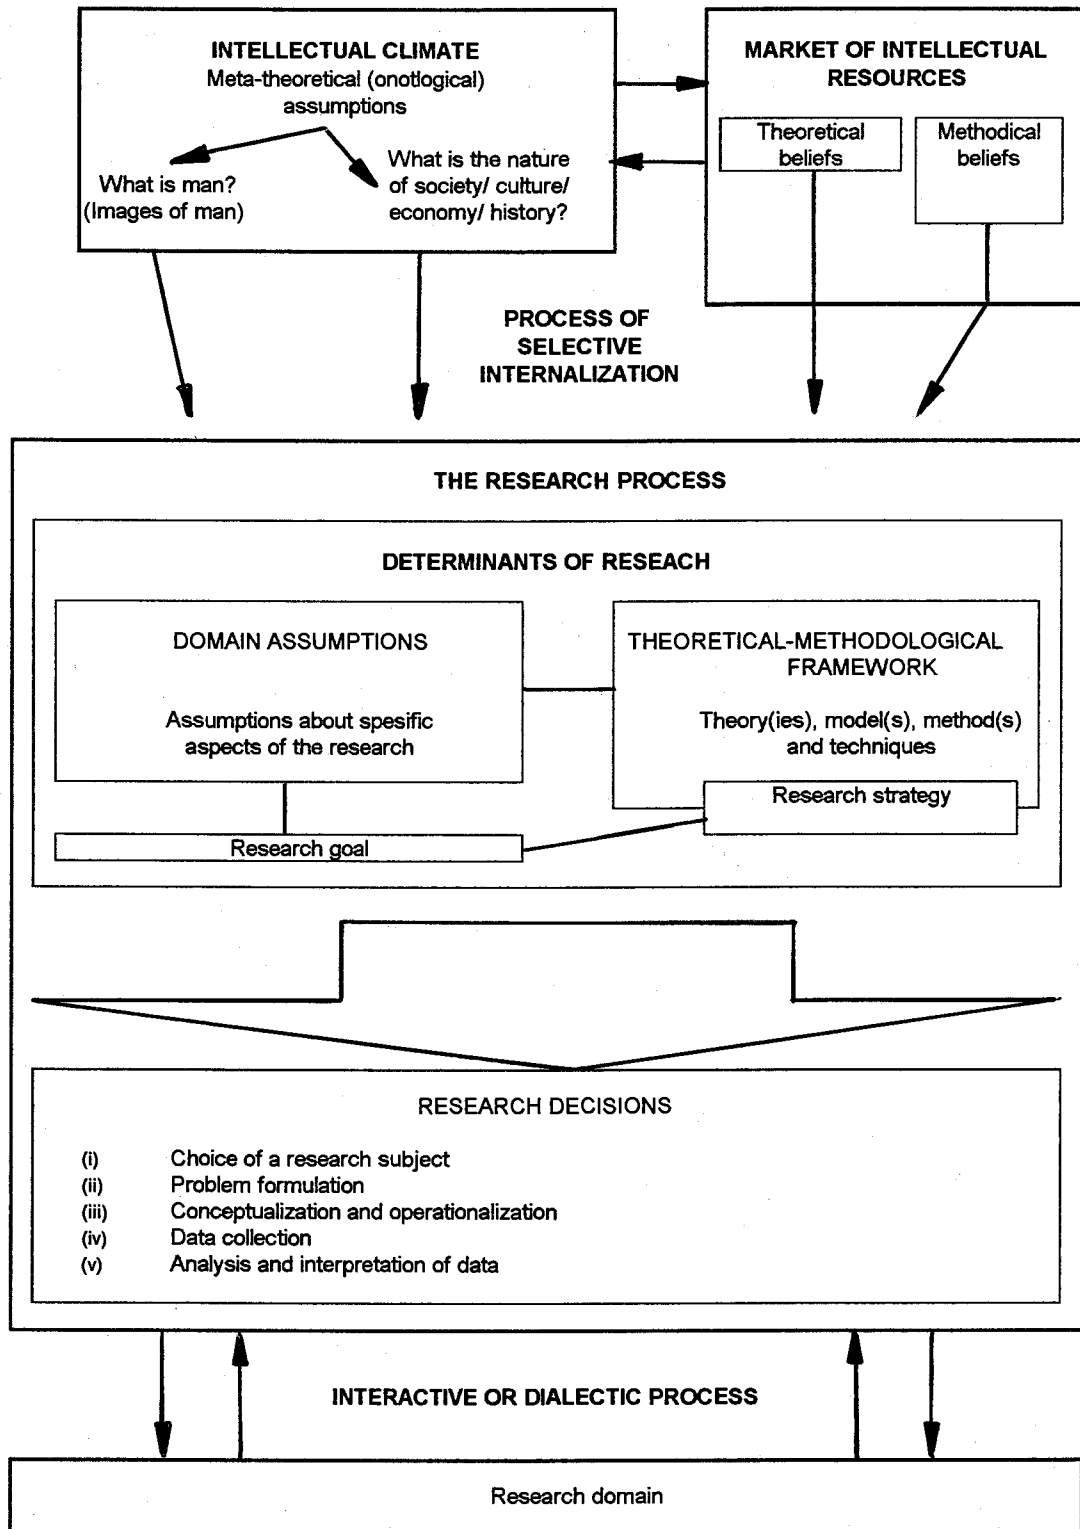 INTELLECTUAL CLIMATE
Meta-theoretical (onotlogical)
assumptions
What is man?
(Images of man)
What is the nature
of society/ culture/
economy/ history?
MARKET OF INTELLECTUAL
RESOURCES
Theoretical
beliefs
Methodical
beliefs
PROCESS OF
SELECTIVE
INTERNALIZATION
THE RESEARCH PROCESS
DETERMINANTS OF RESEACH
DOMAIN ASSUMPTIONS
Assumptions about spesific
aspects of the research
THEORETICAL-METHODOLOGICAL
FRAMEWORK
Theory(ies), model(s), method(s)
and techniques
Research strategy
Research goal
RESEARCH DECISIONS
(i) Choice of a research subject
(ii) Problem formulation
(iii) Conceptualization and operationalization
(iv) Data collection
(v) Analysis and interpretation of data
INTERACTIVE OR DIALECTIC PROCESS
Research domain